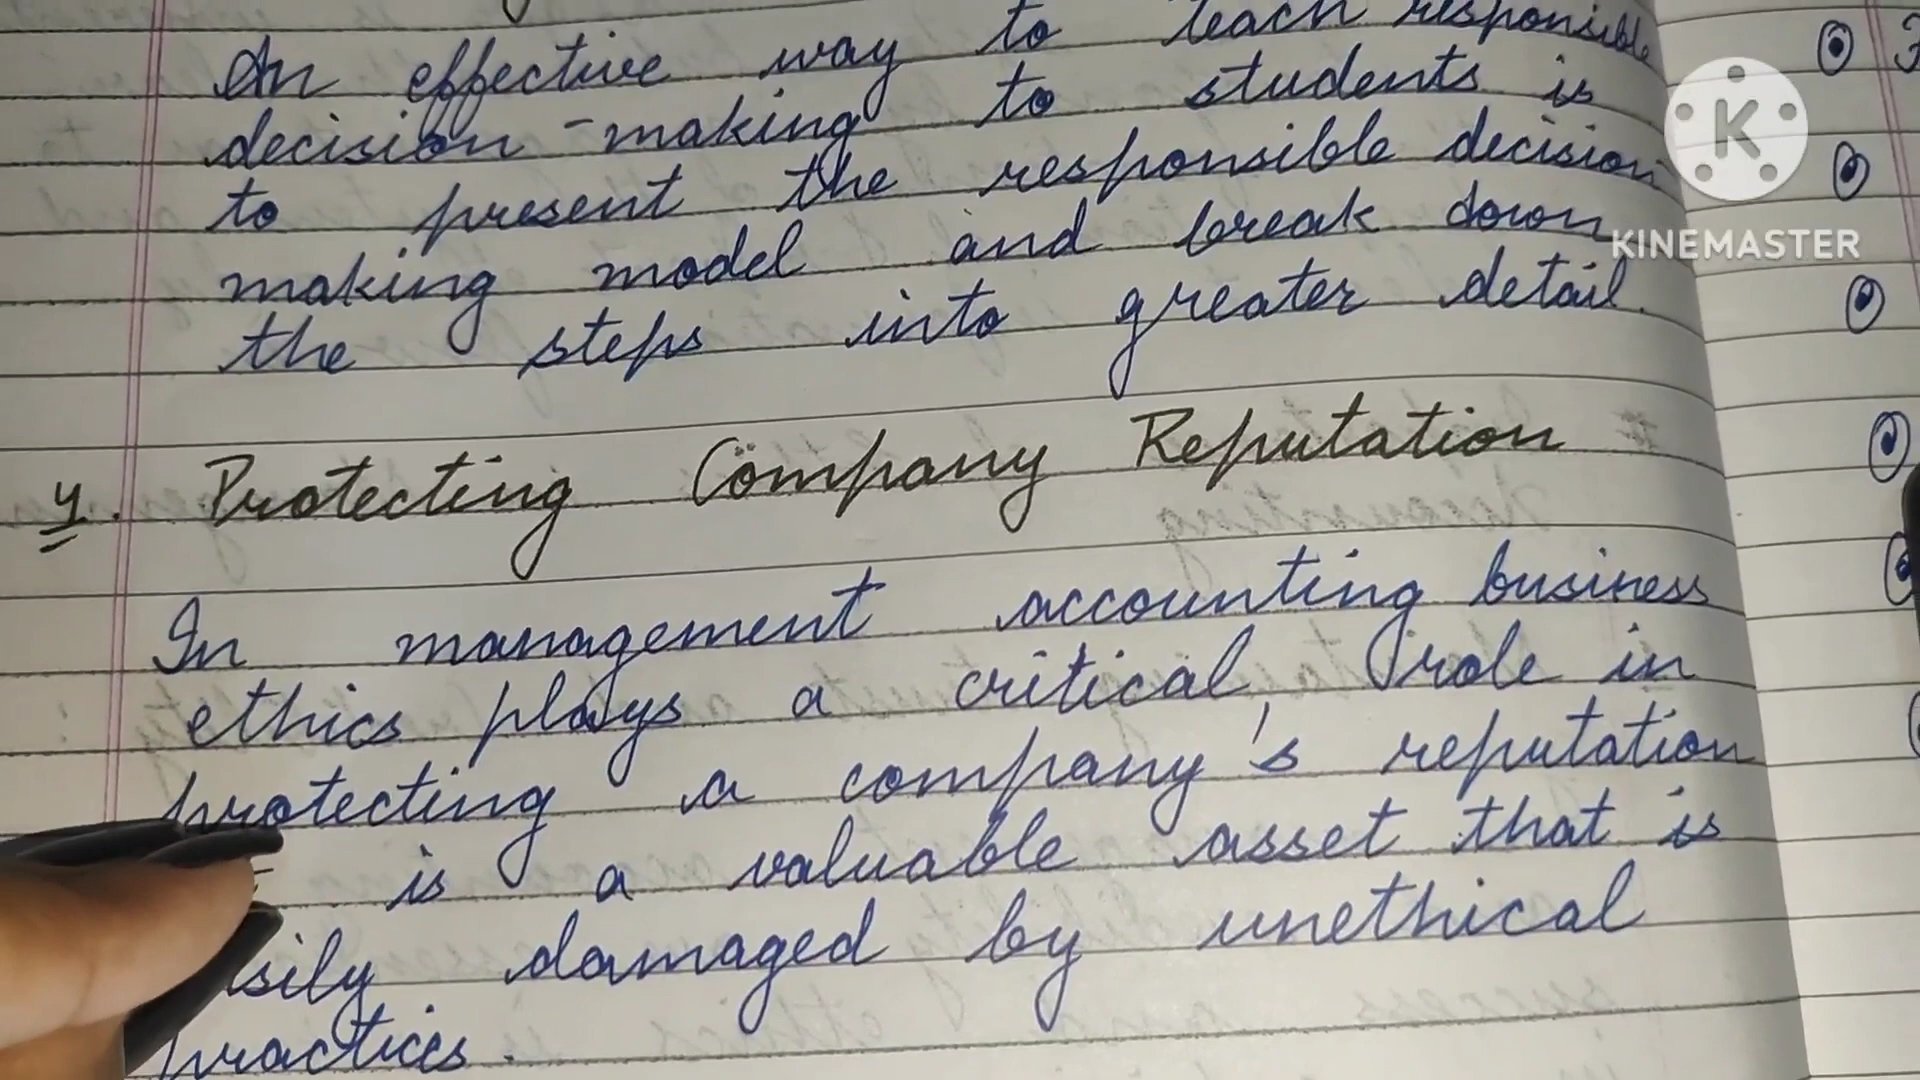 An effective way to teach responsible
decision-making to students is
to present the responsible decision
making model and break down
the steps into greater detail.
4. Protecting Company Reputation
In management accounting business
ethics plays a critical role in
protecting a company's reputation
is a valuable asset that is
damaged by unethical
practices.
K
KINEMASTER